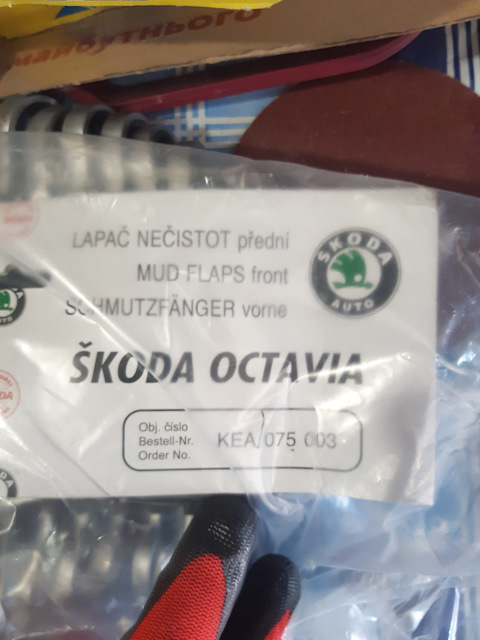 LAPAČ NEČISTOT přední
MUD FLAPS front
SCHMUTZFÄNGER vorne
ŠKODA
AUTO
ŠKODA OCTAVIA
Obj. číslo
Bestell-Nr.
Order No.
KEA 075 003